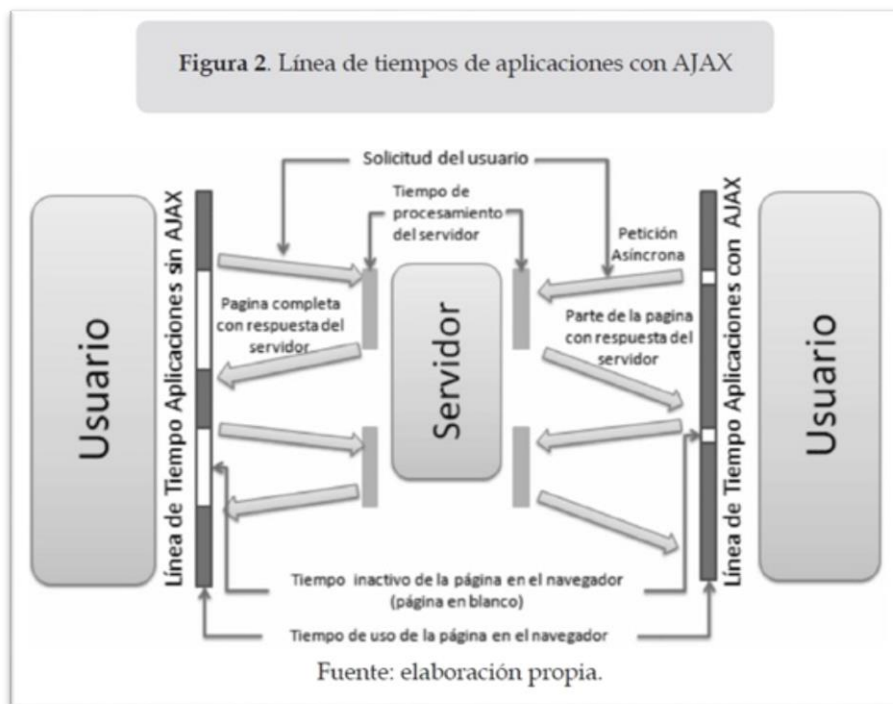 Figura 2. Línea de tiempos de aplicaciones con AJAX
Solicitud del usuario
Tiempo de
procesamiento
del servidor
Petición
Asíncrona
Usuario
Línea de Tiempo Aplicaciones sin AJAX
Pagina completa
con respuesta del
servidor
Servidor
Parte de la pagina
con respuesta del
servidor
Línea de Tiempo Aplicaciones con AJAX
Usuario
Tiempo inactivo de la página en el navegador
(página en blanco)
Tiempo de uso de la página en el navegador
Fuente: elaboración propia.